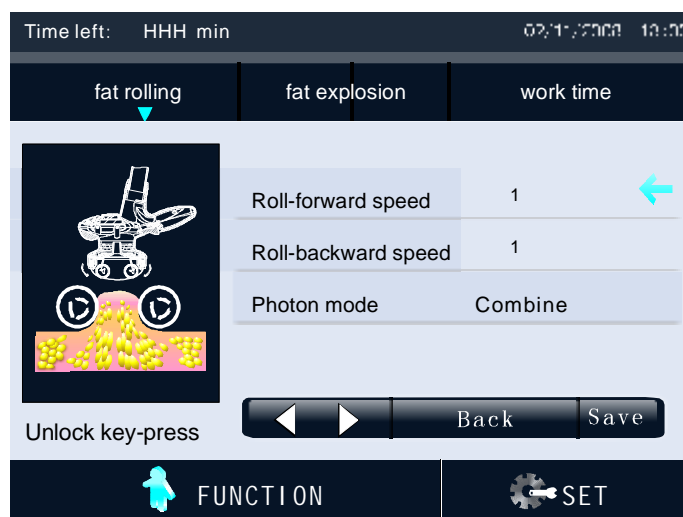 Time left: HHH min
fat rolling fat explosion work time
Roll-forward speed 1
Roll-backward speed 1
Photon mode Combine
Unlock key-press
Back Save
FUNCTION SET